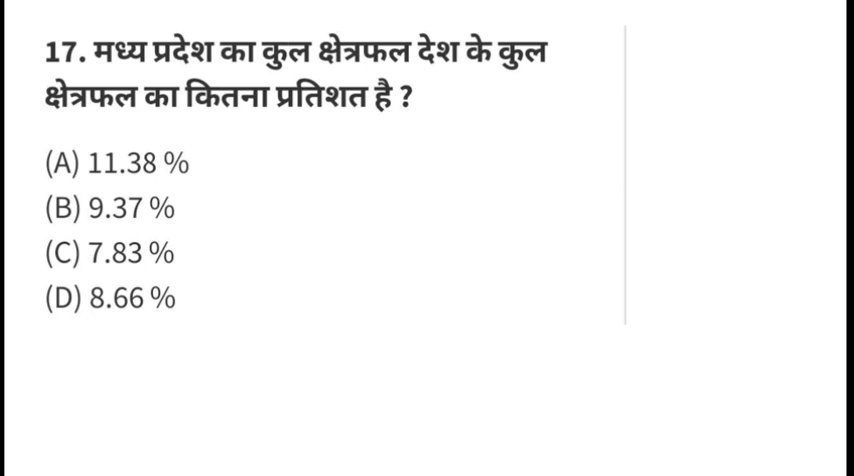 17. मध्य प्रदेश का कुल क्षेत्रफल देश के कुल
क्षेत्रफल का कितना प्रतिशत है ?
(A) 11.38 %
(B) 9.37 %
(C) 7.83 %
(D) 8.66 %